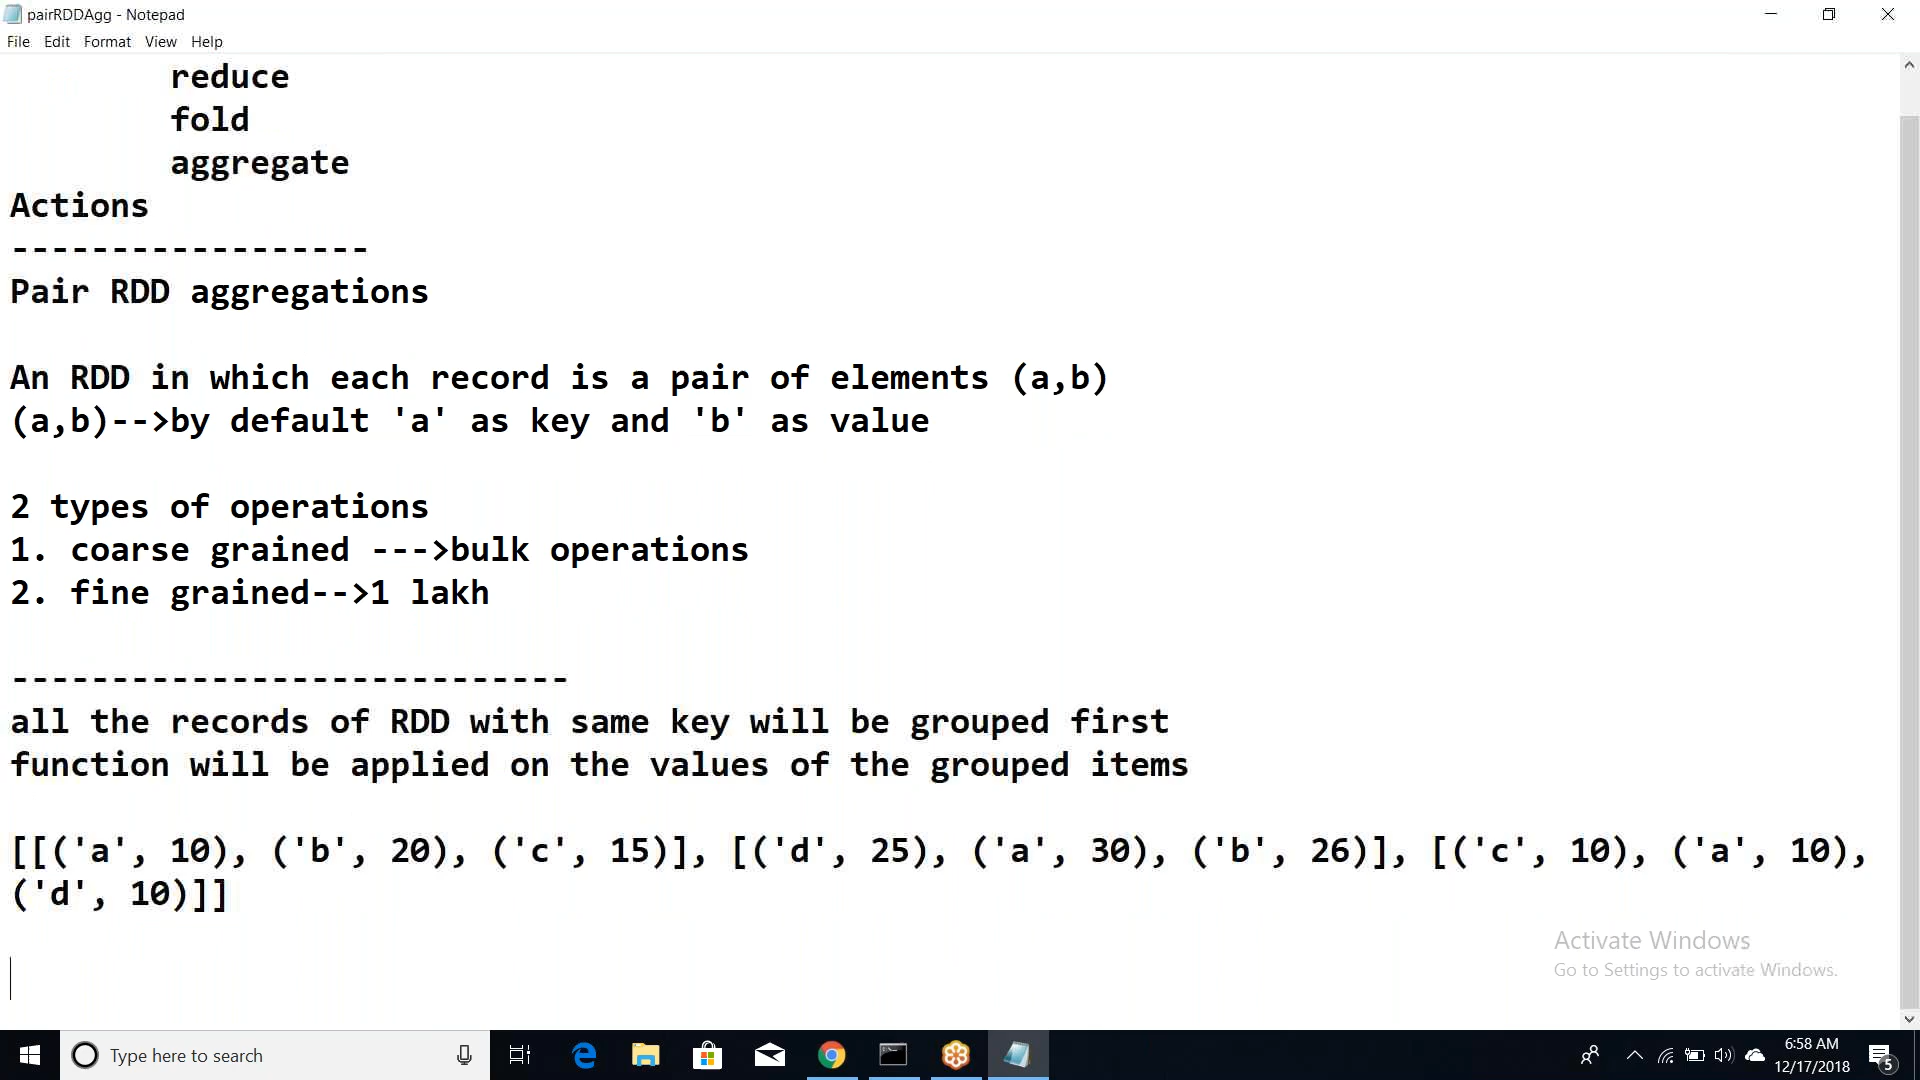 pairRDDAgg - Notepad
File Edit Format View Help
reduce
fold
aggregate
Actions
------------------
Pair RDD aggregations
An RDD in which each record is a pair of elements (a,b)
(a,b)-->by default 'a' as key and 'b' as value
2 types of operations
1. coarse grained --->bulk operations
2. fine grained-->1 lakh
----------------------------
all the records of RDD with same key will be grouped first
function will be applied on the values of the grouped items
[[('a', 10), ('b', 20), ('c', 15)], [('d', 25), ('a', 30), ('b', 26)], [('c', 10), ('a', 10),
('d', 10)]]
Activate Windows
Go to Settings to activate Windows.
Type here to search
6:58 AM
12/17/2018
5